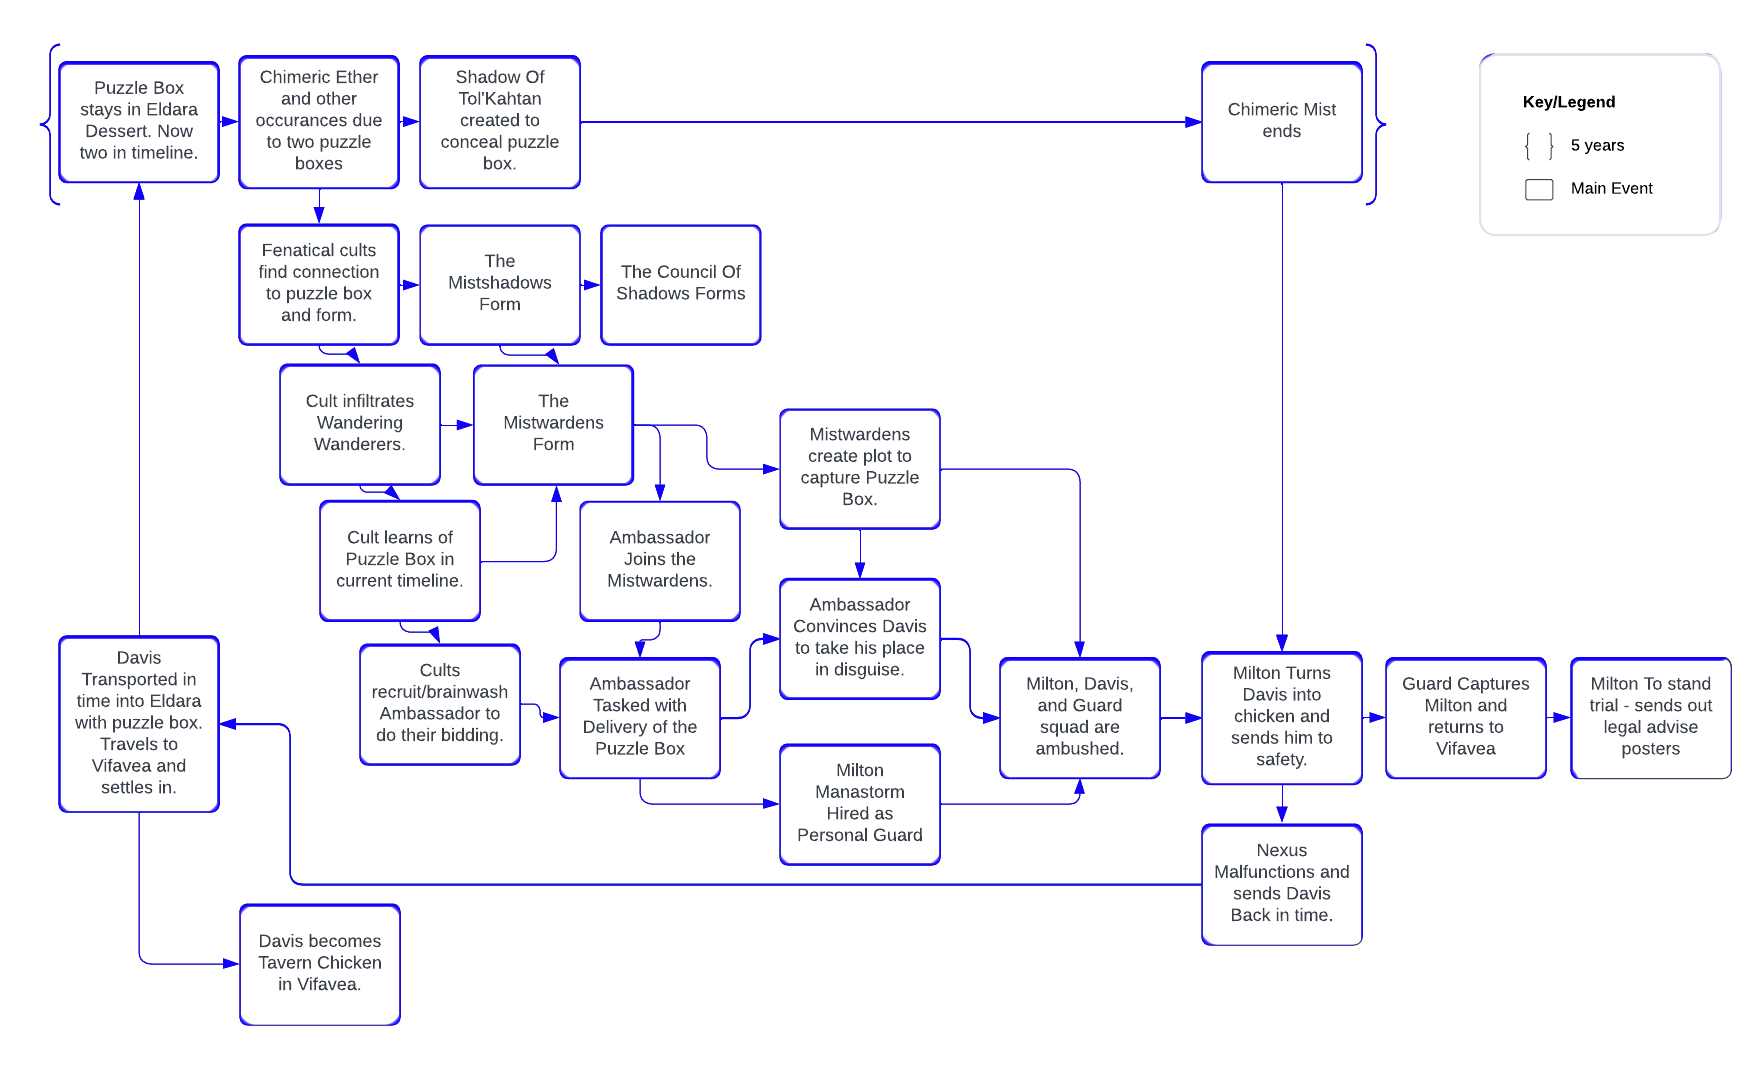 Puzzle Box
stays in Eldara
Dessert. Now
two in timeline.
Chimeric Ether
and other
occurances due
to two puzzle
boxes
Shadow Of
Tol'Kahtan
created to
conceal puzzle
box.
Chimeric Mist
ends
Key/Legend
5 years
Main Event
Fenatical cults
find connection
to puzzle box
and form.
The
Mistshadows
Form
The Council Of
Shadows Forms
Cult infiltrates
Wandering
Wanderers.
The
Mistwardens
Form
Mistwardens
create plot to
capture Puzzle
Box.
Cult learns of
Puzzle Box in
current timeline.
Ambassador
Joins the
Mistwardens.
Ambassador
Convinces Davis
to take his place
in disguise.
Davis
Transported in
time into Eldara
with puzzle box.
Travels to
Vifavea and
settles in.
Cults
recruit/brainwash
Ambassador to
do their bidding.
Ambassador
Tasked with
Delivery of the
Puzzle Box
Milton, Davis,
and Guard
squad are
ambushed.
Milton Turns
Davis into
chicken and
sends him to
safety.
Guard Captures
Milton and
returns to
Vifavea
Milton To stand
trial - sends out
legal advise
posters
Milton
Manastorm
Hired as
Personal Guard
Nexus
Malfunctions and
sends Davis
Back in time.
Davis becomes
Tavern Chicken
in Vifavea.